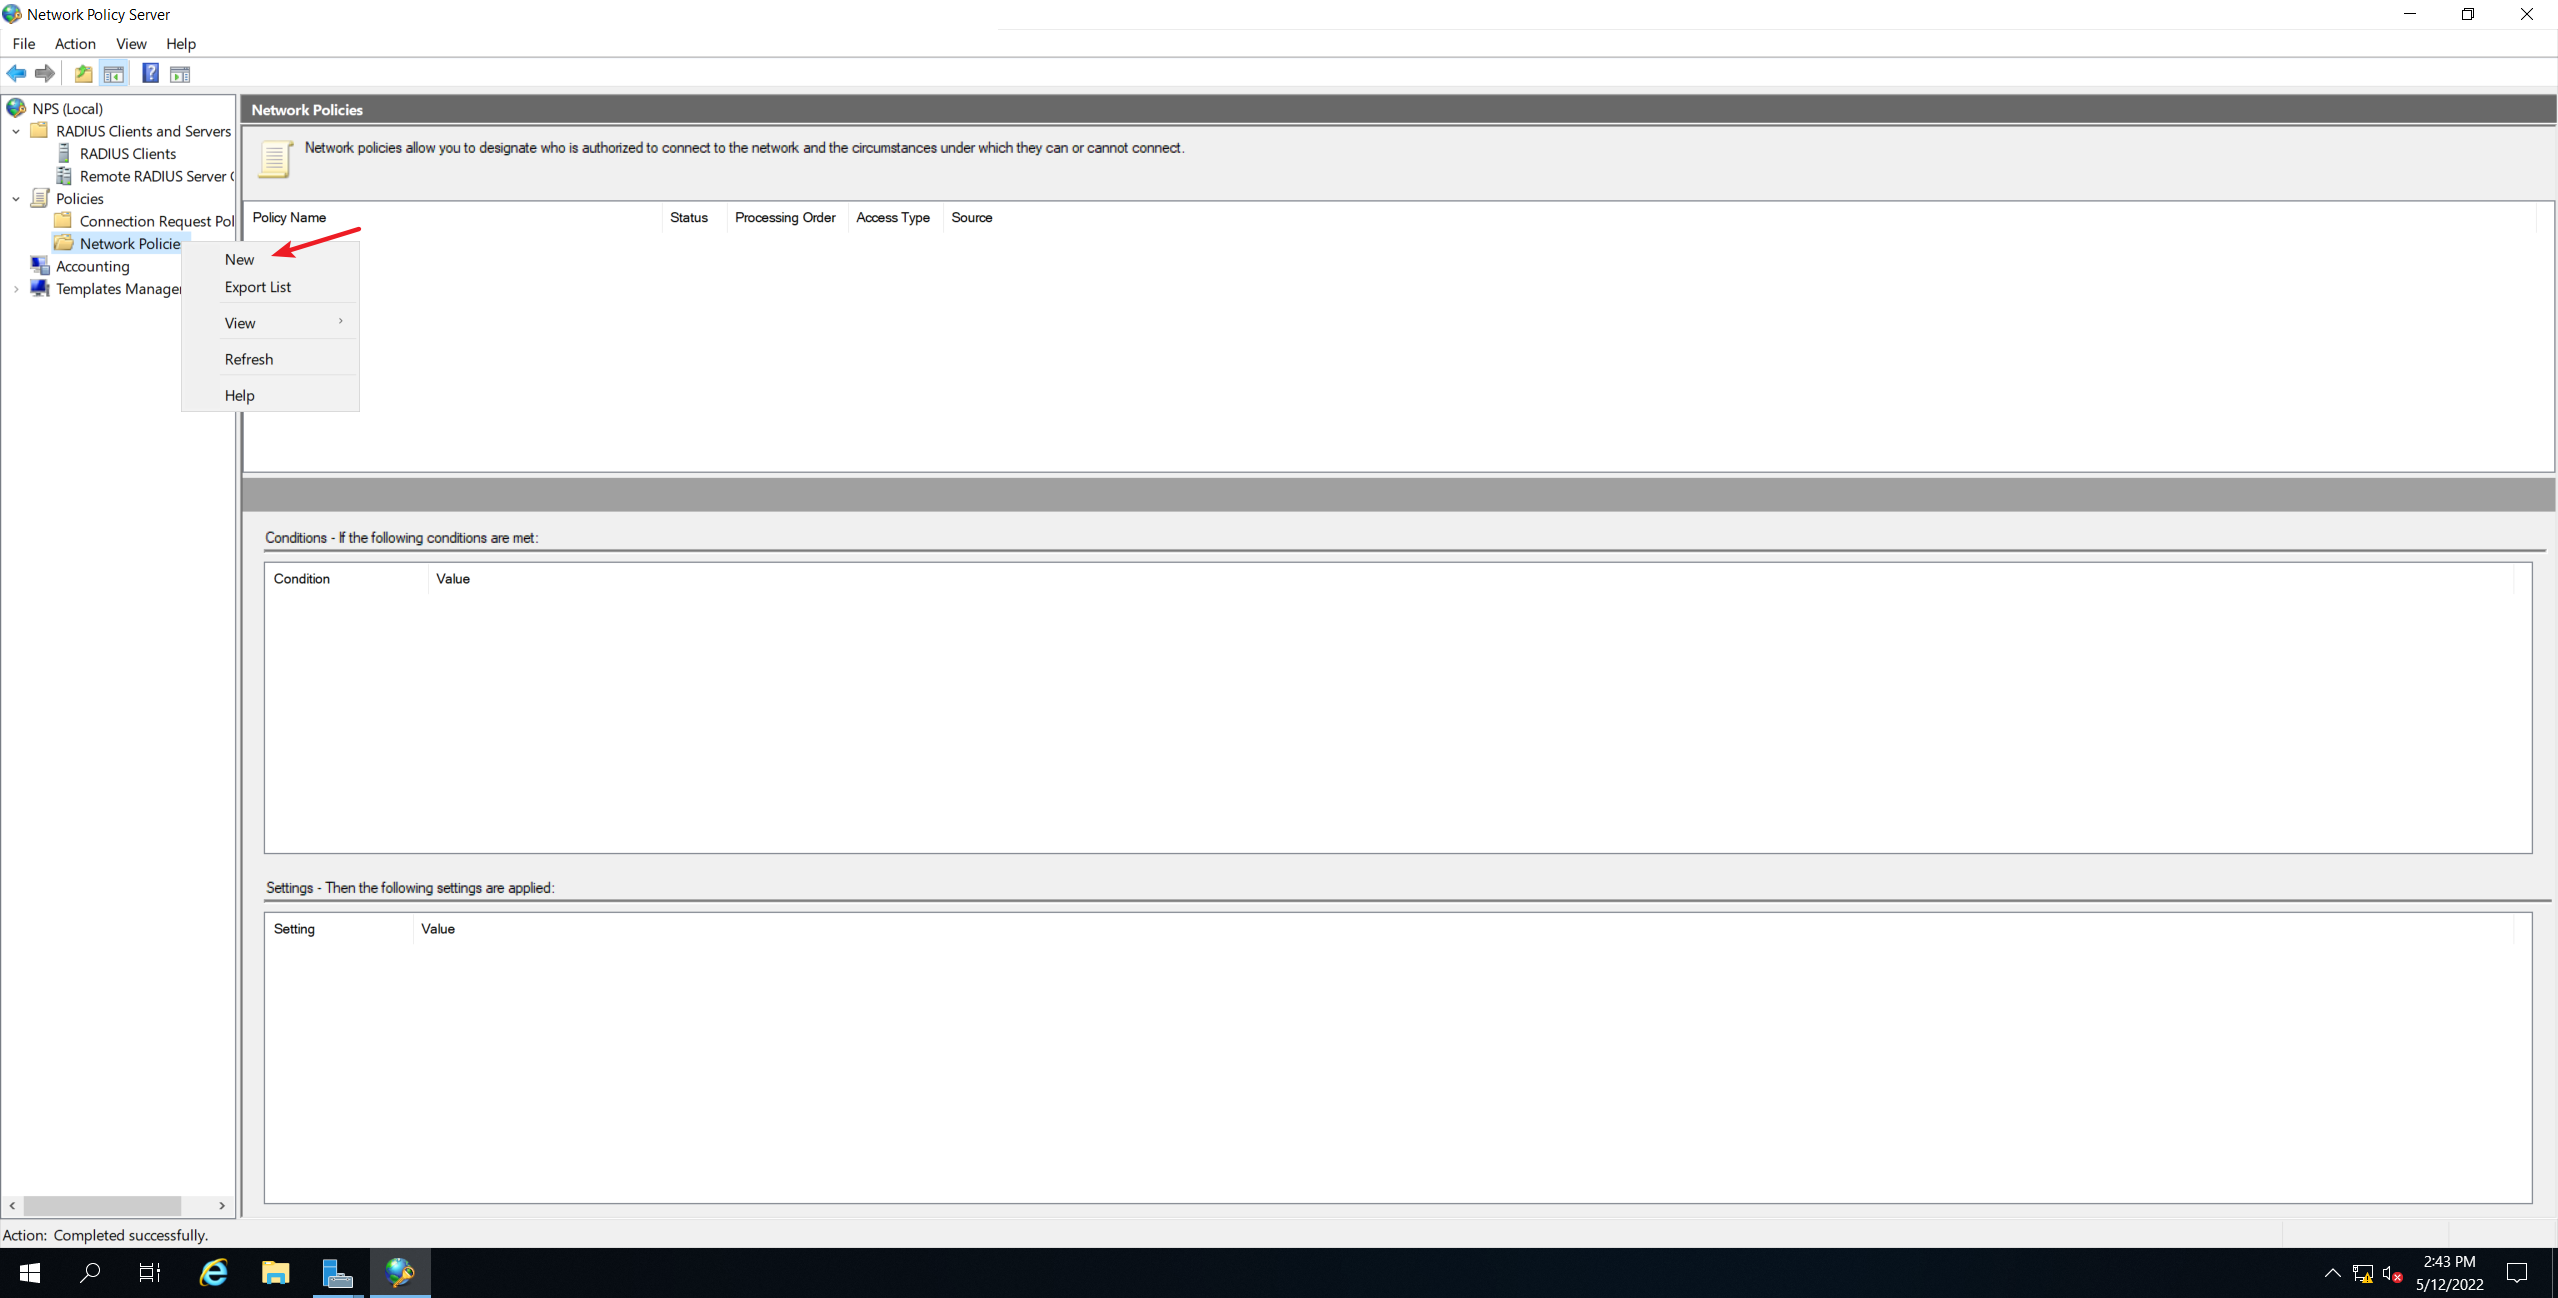 Network Policy Server
File Action View Help
NPS (Local)
RADIUS Clients and Servers
RADIUS Clients
Remote RADIUS Server
Policies
Connection Request Pol
Network Policie
Accounting
Templates Manager
New
Export List
View
Refresh
Help
Network Policies
Network policies allow you to designate who is authorized to connect to the network and the circumstances under which they can or cannot connect.
Policy Name Status Processing Order Access Type Source
Conditions - If the following conditions are met:
Condition Value
Settings - Then the following settings are applied:
Setting Value
Action: Completed successfully.
2:43 PM
5/12/2022